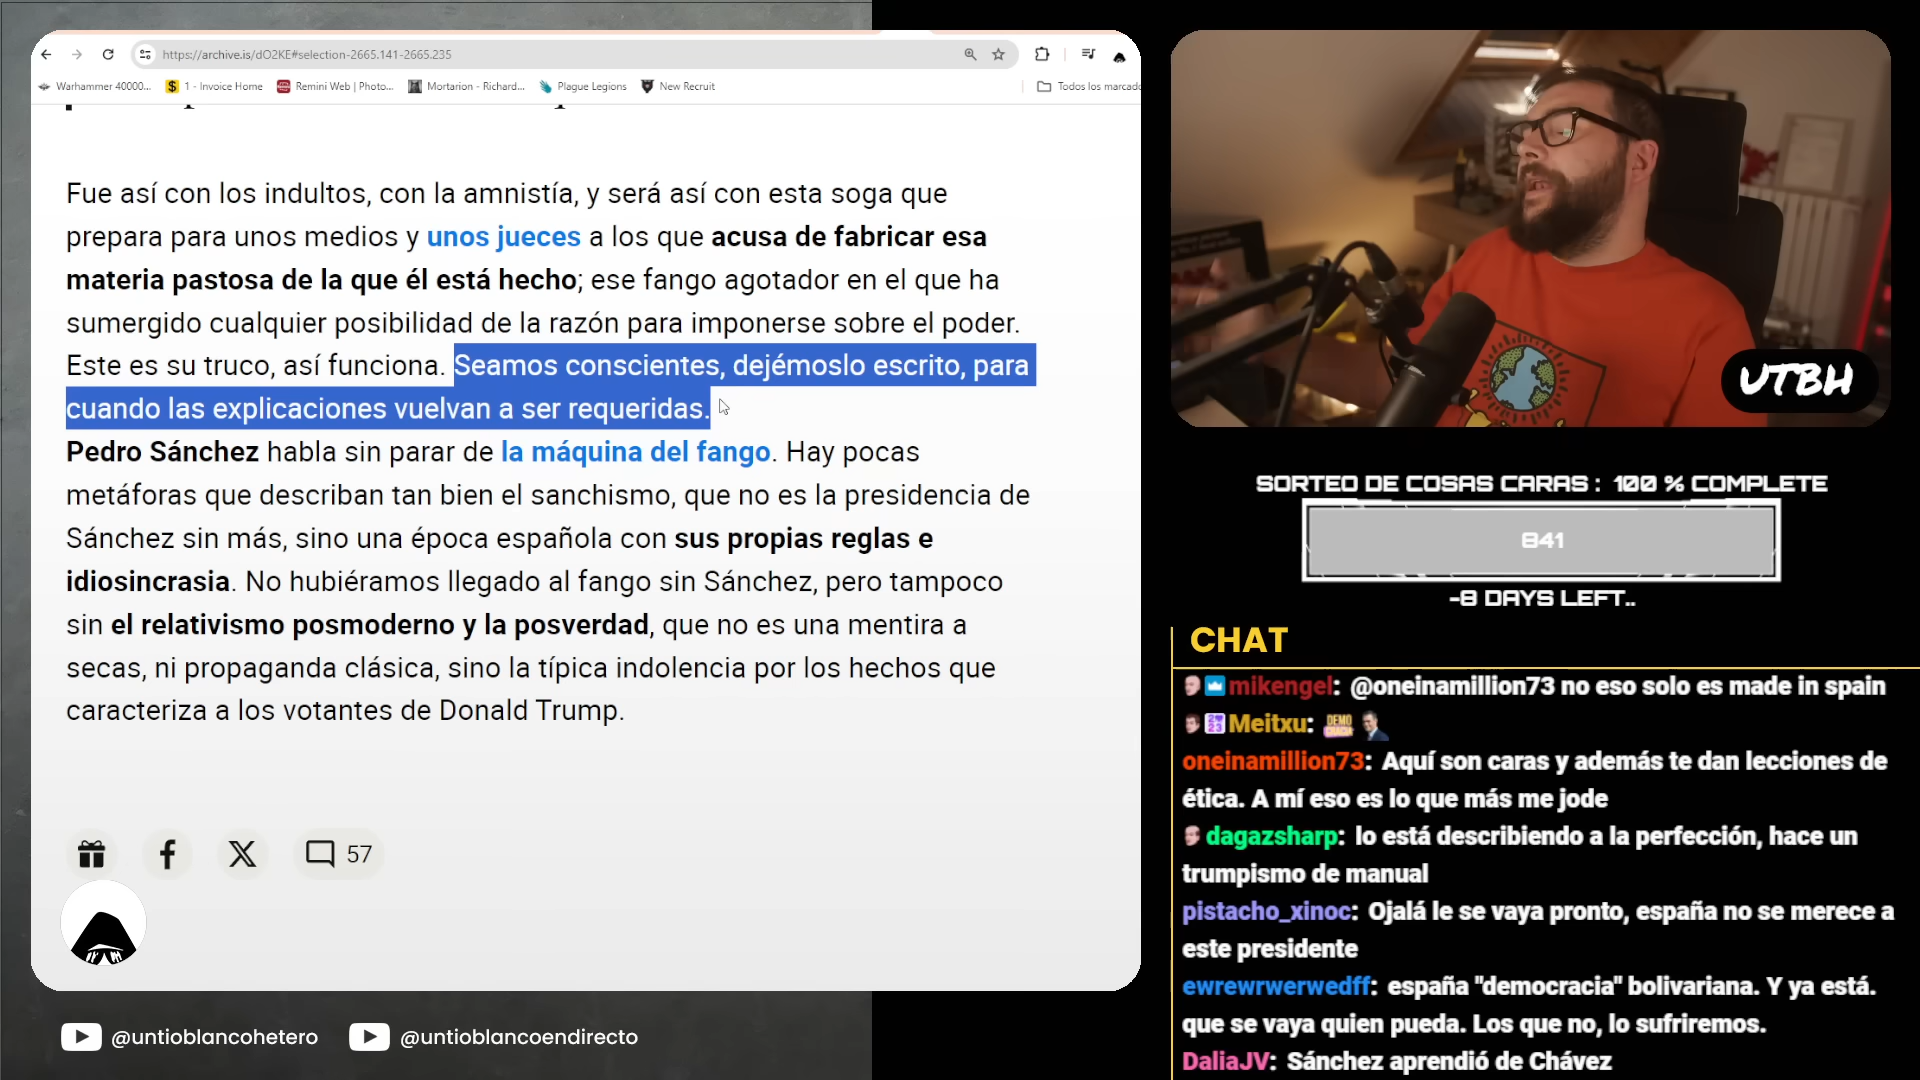 https://archive.is/dO2KE#selection-2665.141-2665.235
Warhammer 40000... 1 - Invoice Home Remini Web | Photo... Mortarion - Richard... Plague Legions New Recruit Todos los marcado
Fue así con los indultos, con la amnistía, y será así con esta soga que
prepara para unos medios y unos jueces a los que acusa de fabricar esa
materia pastosa de la que él está hecho; ese fango agotador en el que ha
sumergido cualquier posibilidad de la razón para imponerse sobre el poder.
Este es su truco, así funciona. Seamos conscientes, dejémoslo escrito, para
cuando las explicaciones vuelvan a ser requeridas.
Pedro Sánchez habla sin parar de la máquina del fango. Hay pocas
metáforas que describan tan bien el sanchismo, que no es la presidencia de
Sánchez sin más, sino una época española con sus propias reglas e
idiosincrasia. No hubiéramos llegado al fango sin Sánchez, pero tampoco
sin el relativismo posmoderno y la posverdad, que no es una mentira a
secas, ni propaganda clásica, sino la típica indolencia por los hechos que
caracteriza a los votantes de Donald Trump.
57
@untioblancohetero @untioblancoendirecto
UTBH
SORTEO DE COSAS CARAS : 100 % COMPLETE
841
-8 DAYS LEFT..
CHAT
mikengel: @oneinamillion73 no eso solo es made in spain
Meitxu: DEMO CRACIA
oneinamillion73: Aquí son caras y además te dan lecciones de
ética. A mí eso es lo que más me jode
dagazsharp: lo está describiendo a la perfección, hace un
trumpismo de manual
pistacho_xinoc: Ojalá le se vaya pronto, españa no se merece a
este presidente
ewrewrwerwedff: españa "democracia" bolivariana. Y ya está.
que se vaya quien pueda. Los que no, lo sufriremos.
DaliaJV: Sánchez aprendió de Chávez